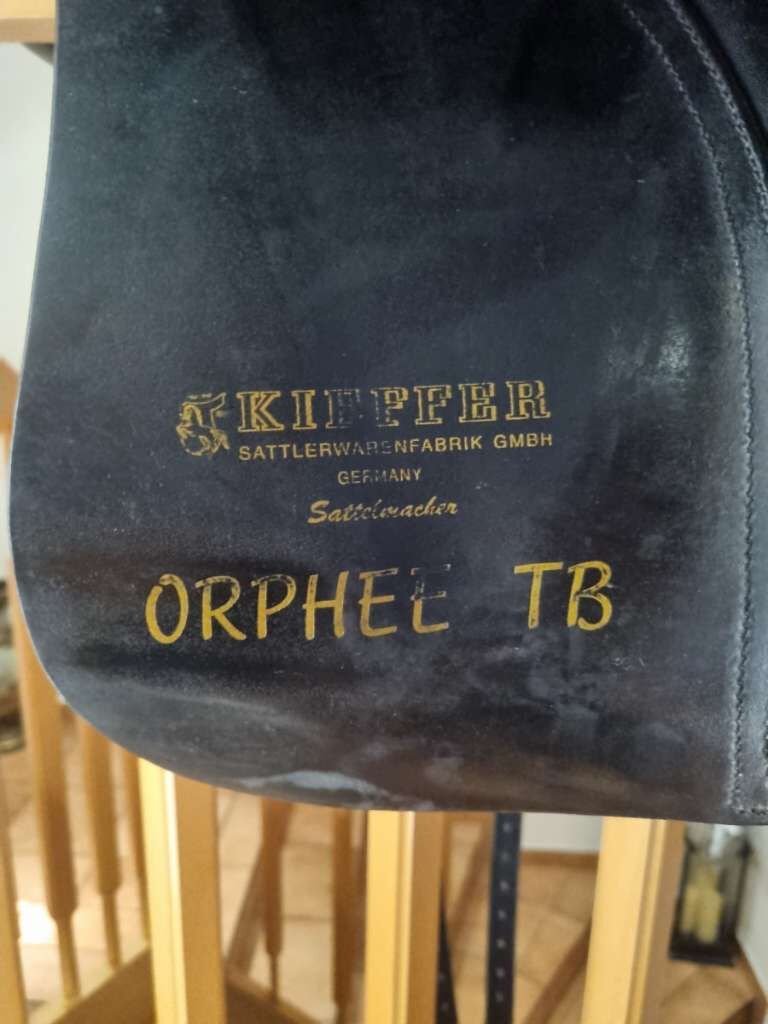 KIEFFER
SATTLERWARENFABRIK GMBH
GERMANY
Sattelmacher
ORPHEE TB